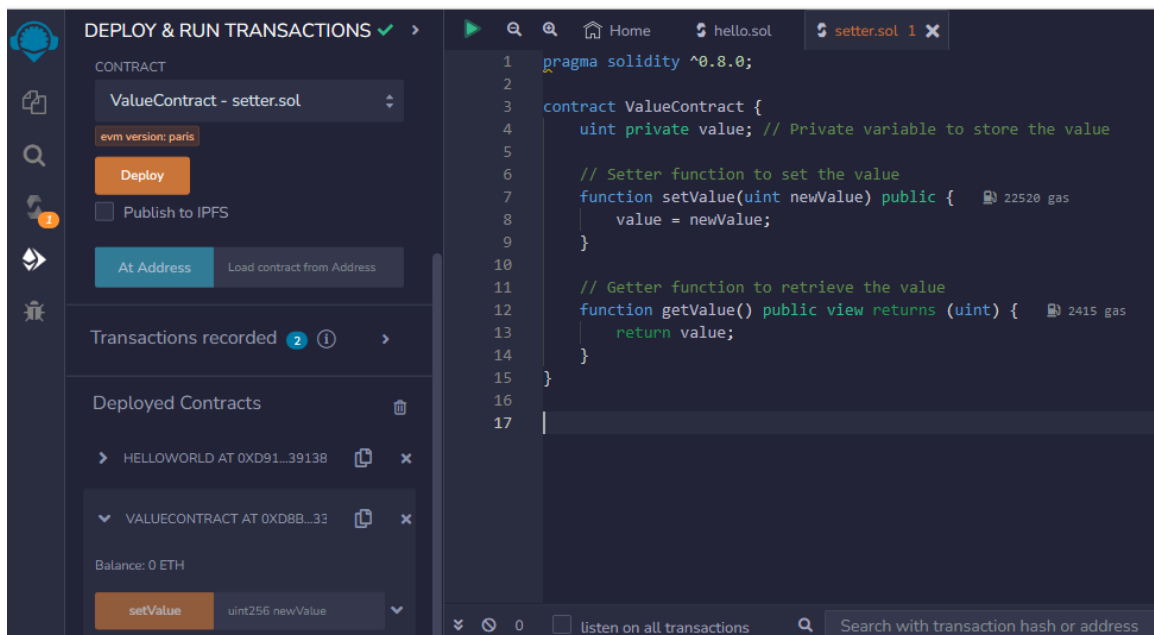 DEPLOY & RUN TRANSACTIONS
CONTRACT
ValueContract - setter.sol
evm version: paris
Deploy
Publish to IPFS
1
At Address
Load contract from Address
Transactions recorded 2 i
Deployed Contracts
HELLOWORLD AT 0XD91...39138
VALUECONTRACT AT 0XD8B...33
Balance: 0 ETH
setValue
uint256 newValue
Home
hello.sol
setter.sol 1
1 pragma solidity ^0.8.0;
2
3 contract ValueContract {
4 uint private value; // Private variable to store the value
5
6 // Setter function to set the value
7 function setValue(uint newValue) public { 22520 gas
8 value = newValue;
9 }
10
11 // Getter function to retrieve the value
12 function getValue() public view returns (uint) { 2415 gas
13 return value;
14 }
15 }
16
17
0
listen on all transactions
Search with transaction hash or address